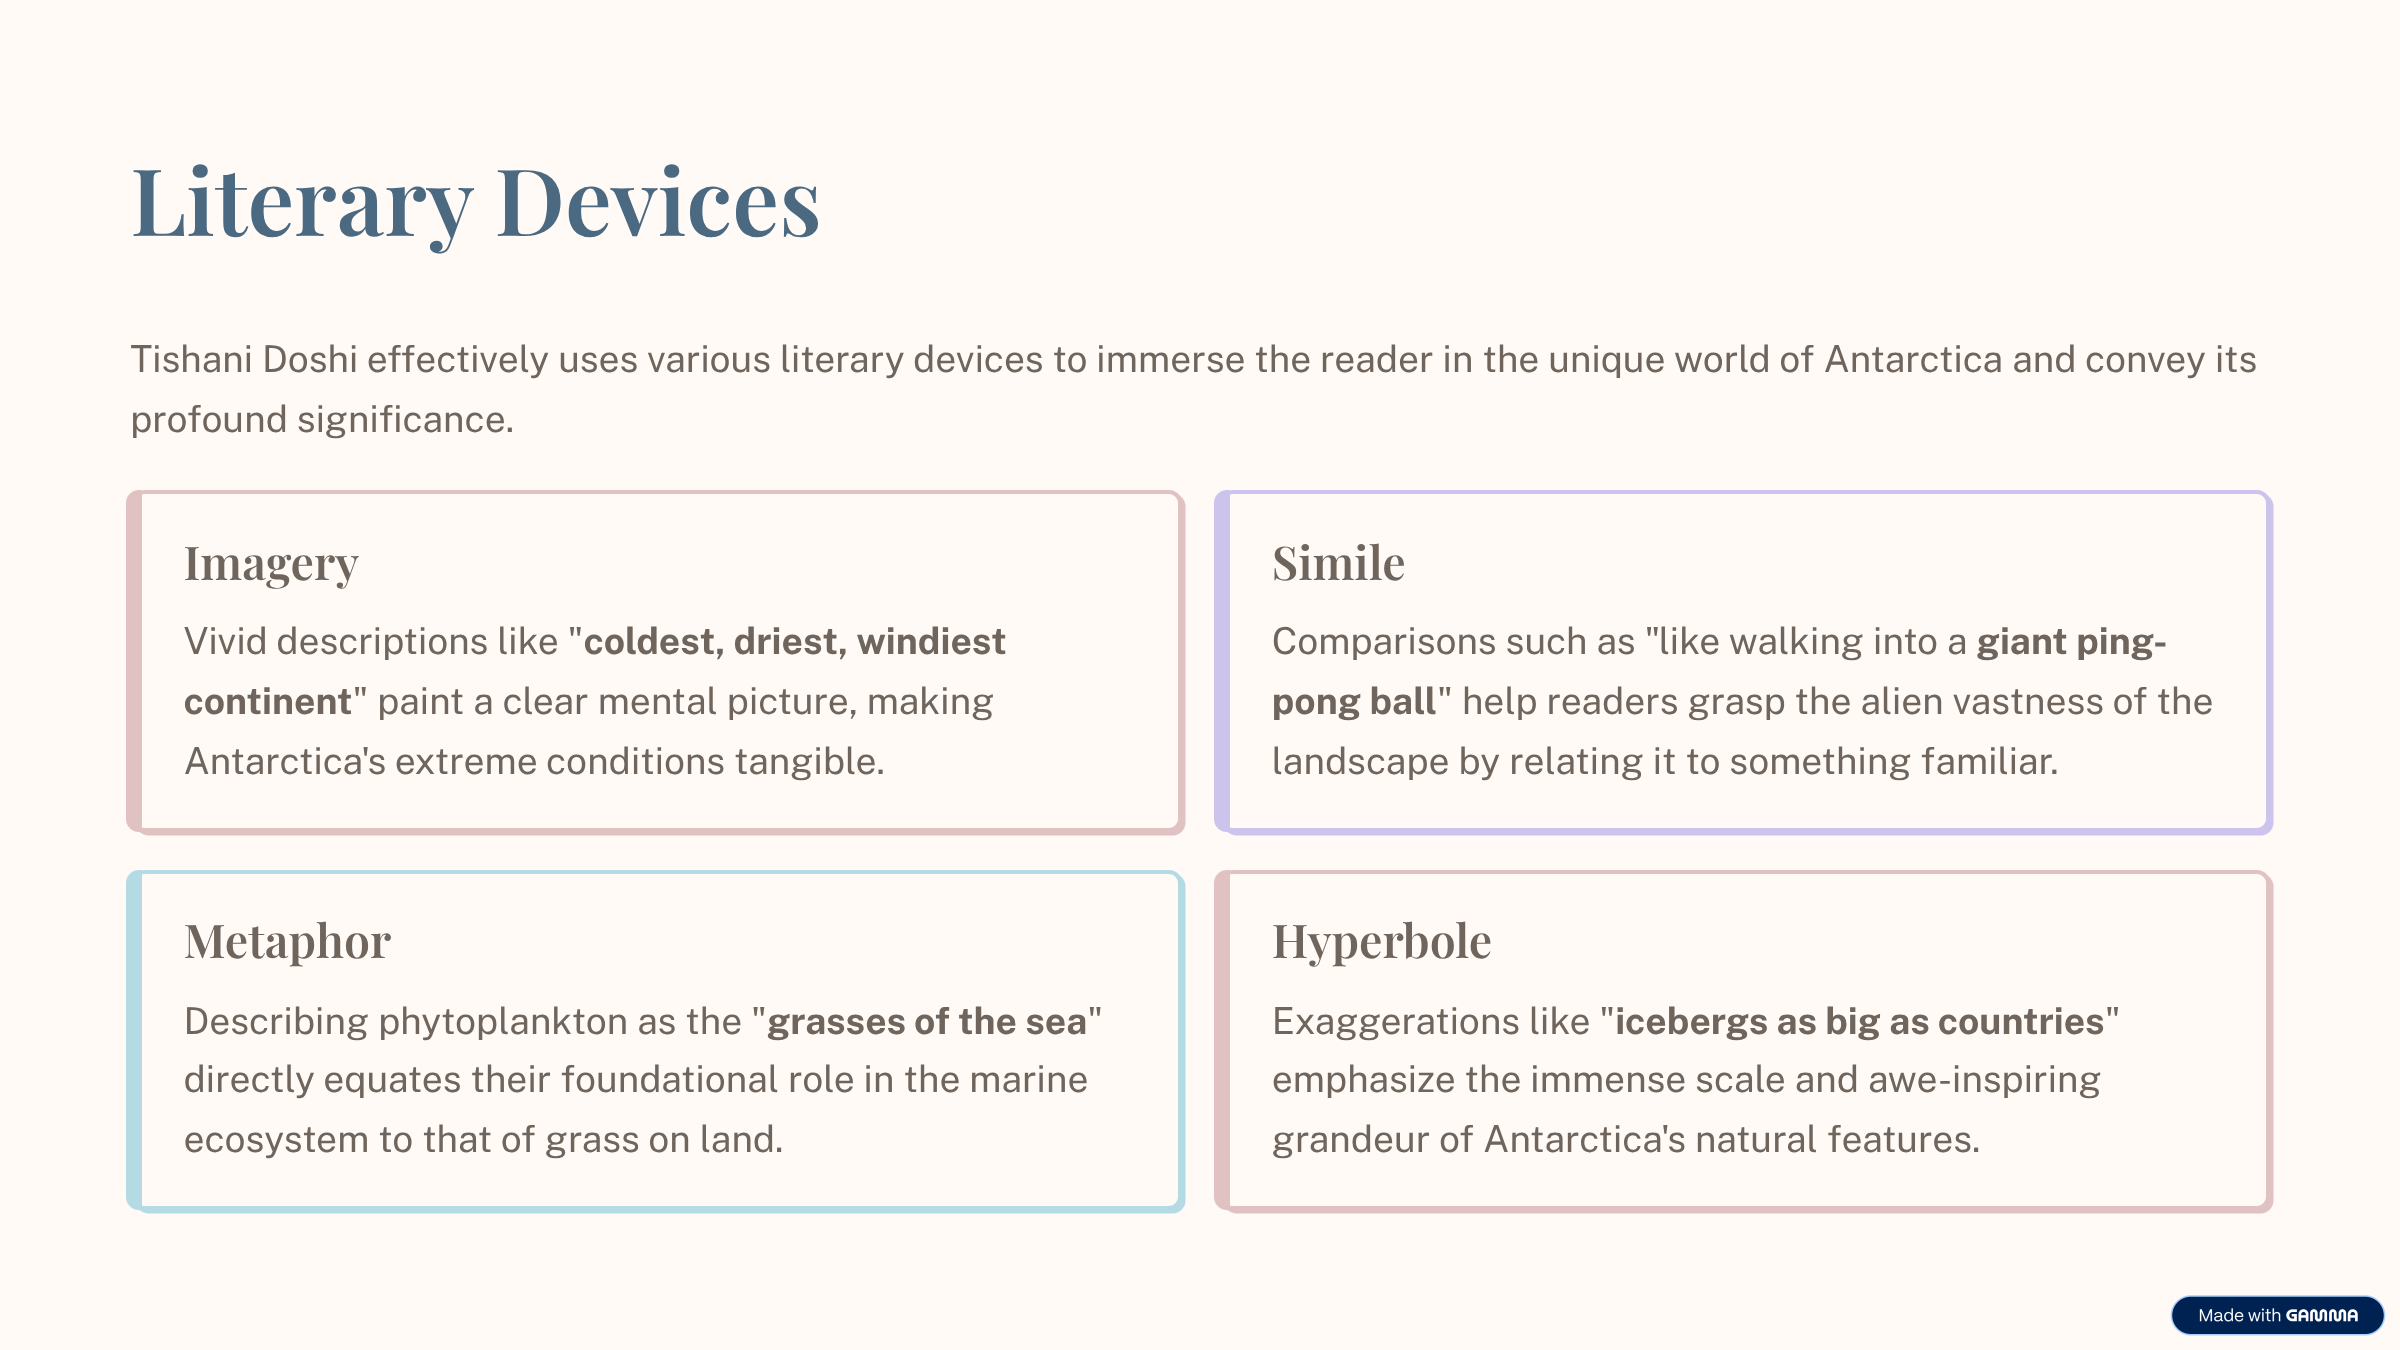 Literary Devices
Tishani Doshi effectively uses various literary devices to immerse the reader in the unique world of Antarctica and convey its
profound significance.
Imagery
Vivid descriptions like "coldest, driest, windiest
continent" paint a clear mental picture, making
Antarctica's extreme conditions tangible.
Simile
Comparisons such as "like walking into a giant ping-
pong ball" help readers grasp the alien vastness of the
landscape by relating it to something familiar.
Metaphor
Describing phytoplankton as the "grasses of the sea"
directly equates their foundational role in the marine
ecosystem to that of grass on land.
Hyperbole
Exaggerations like "icebergs as big as countries"
emphasize the immense scale and awe-inspiring
grandeur of Antarctica's natural features.
Made with GAMMA